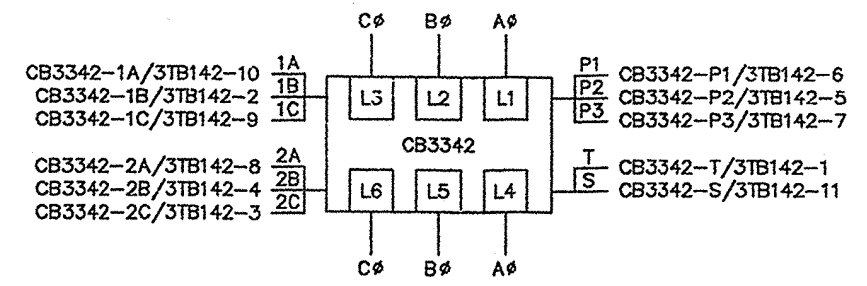 CØ BØ AØ
CB3342-1A/3TB142-10 1A P1 CB3342-P1/3TB142-6
CB3342-1B/3TB142-2 1B L3 L2 L1 P2 CB3342-P2/3TB142-5
CB3342-1C/3TB142-9 1C P3 CB3342-P3/3TB142-7
CB3342
CB3342-2A/3TB142-8 2A T CB3342-T/3TB142-1
CB3342-2B/3TB142-4 2B L6 L5 L4 S CB3342-S/3TB142-11
CB3342-2C/3TB142-3 2C
CØ BØ AØ